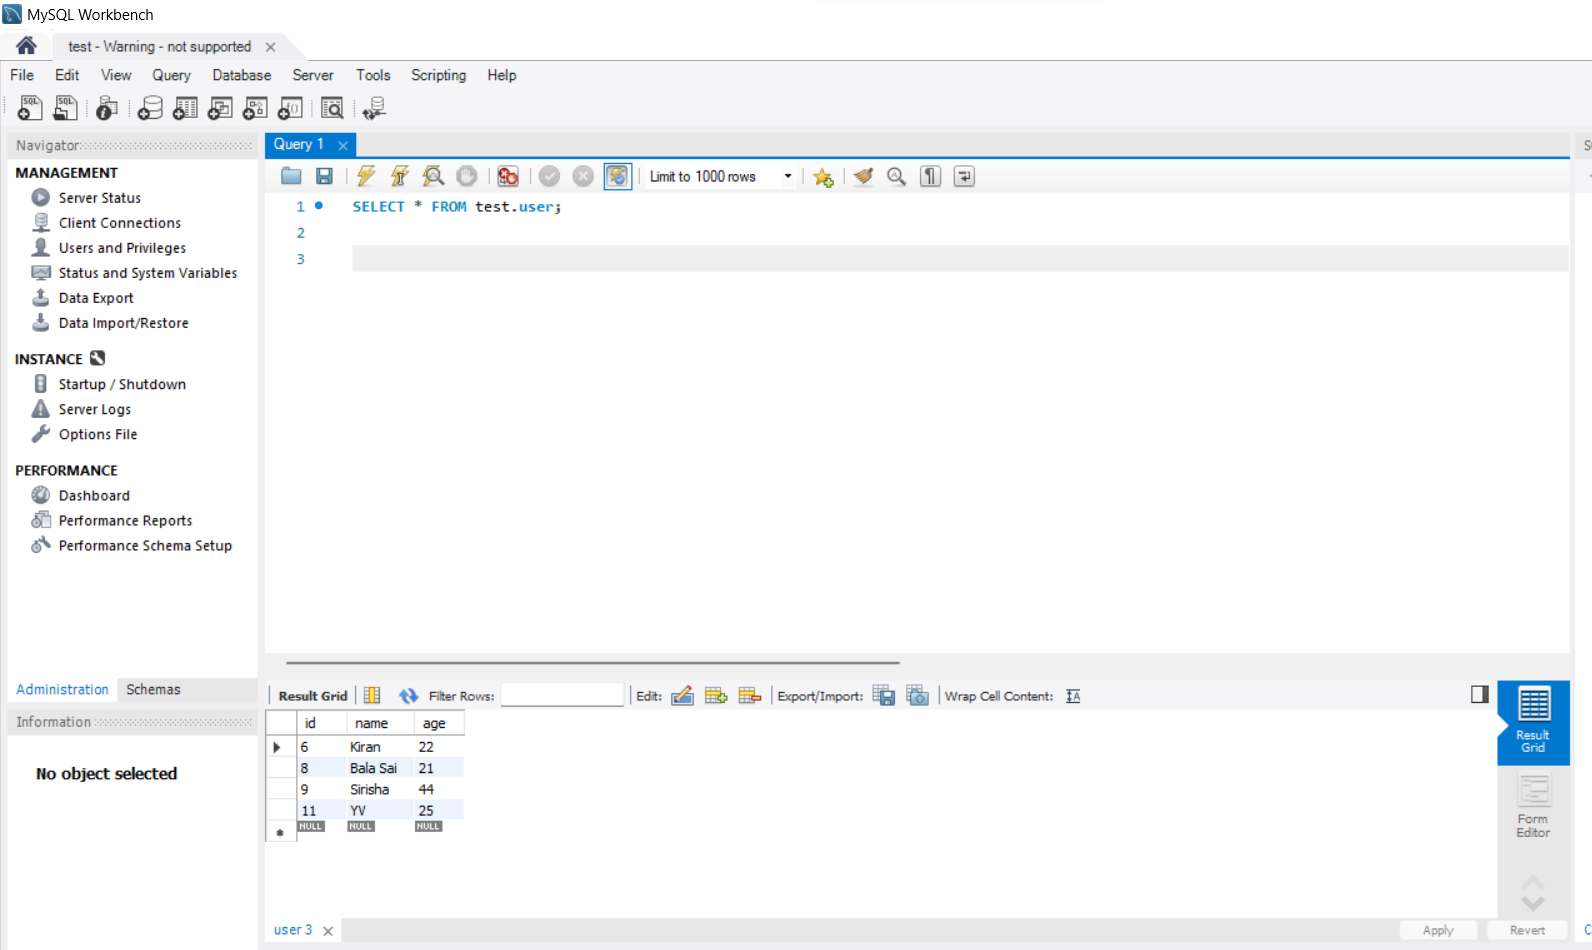 MySQL Workbench
test - Warning - not supported
File Edit View Query Database Server Tools Scripting Help
SQL SQL
Navigator
MANAGEMENT
Server Status
Client Connections
Users and Privileges
Status and System Variables
Data Export
Data Import/Restore
INSTANCE
Startup / Shutdown
Server Logs
Options File
PERFORMANCE
Dashboard
Performance Reports
Performance Schema Setup
Administration Schemas
Information
No object selected
Query 1
Limit to 1000 rows
1 SELECT * FROM test.user;
2
3
Result Grid Filter Rows: Edit: Export/Import: Wrap Cell Content:
id name age
6 Kiran 22
8 Bala Sai 21
9 Sirisha 44
11 YV 25
NULL NULL NULL
Result
Grid
Form
Editor
user 3
Apply Revert